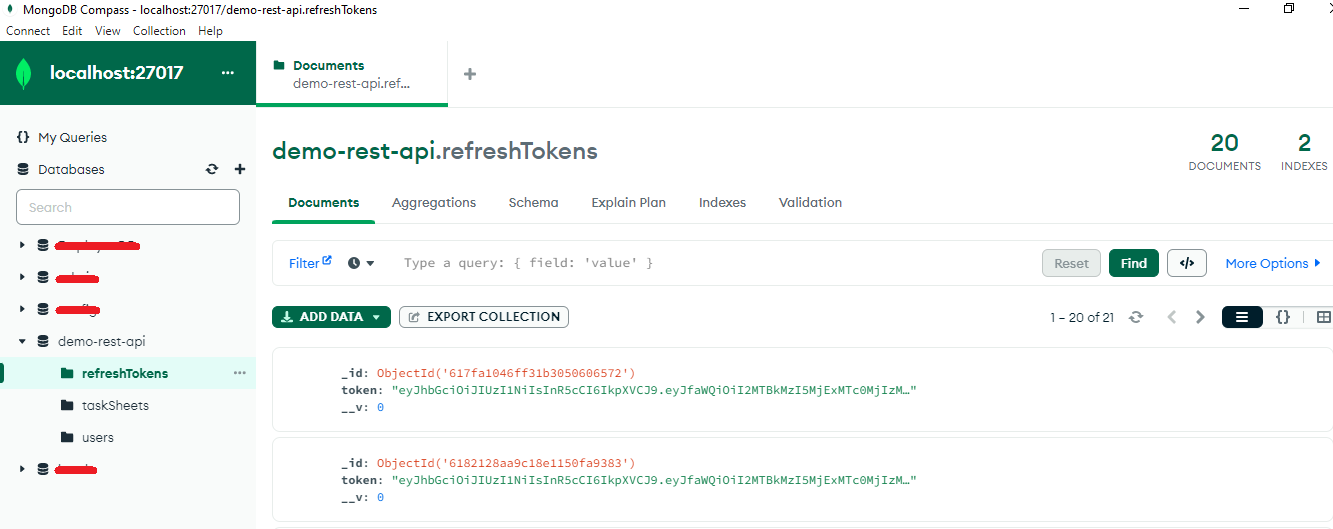 MongoDB Compass - localhost:27017/demo-rest-api.refreshTokens
Connect Edit View Collection Help
localhost:27017 ...
Documents
demo-rest-api.ref...
{} My Queries
Databases
Search
demo-rest-api
refreshTokens ...
taskSheets
users
demo-rest-api.refreshTokens
20
DOCUMENTS
2
INDEXES
Documents Aggregations Schema Explain Plan Indexes Validation
Filter Type a query: { field: 'value' } Reset Find </> More Options
ADD DATA EXPORT COLLECTION 1 – 20 of 21 {}
_id: ObjectId('617fa1046ff31b3050606572')
token: "eyJhbGciOiJIUzI1NiIsInR5cCI6IkpXVCJ9.eyJfaWQiOiI2MTBkMzI5MjExMTc0MjIzM…"
__v: 0
_id: ObjectId('6182128aa9c18e1150fa9383')
token: "eyJhbGciOiJIUzI1NiIsInR5cCI6IkpXVCJ9.eyJfaWQiOiI2MTBkMzI5MjExMTc0MjIzM…"
__v: 0